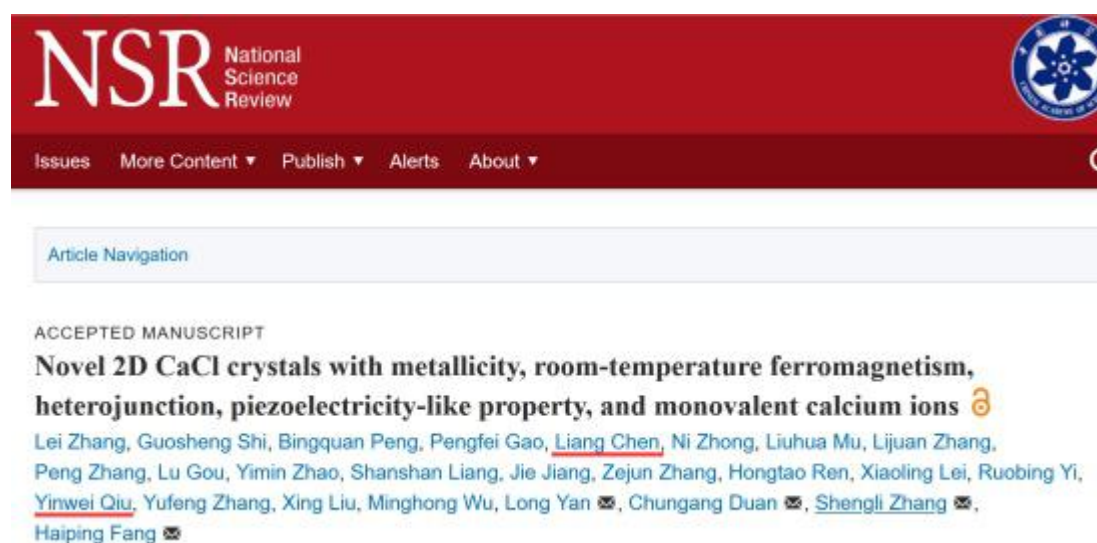 NSR National
Science
Review
Issues More Content ▼ Publish ▼ Alerts About ▼
Article Navigation
ACCEPTED MANUSCRIPT
Novel 2D CaCl crystals with metallicity, room-temperature ferromagnetism,
heterojunction, piezoelectricity-like property, and monovalent calcium ions
Lei Zhang, Guosheng Shi, Bingquan Peng, Pengfei Gao, Liang Chen, Ni Zhong, Liuhua Mu, Lijuan Zhang,
Peng Zhang, Lu Gou, Yimin Zhao, Shanshan Liang, Jie Jiang, Zejun Zhang, Hongtao Ren, Xiaoling Lei, Ruobing Yi,
Yinwei Qiu, Yufeng Zhang, Xing Liu, Minghong Wu, Long Yan ✉, Chungang Duan ✉, Shengli Zhang ✉,
Haiping Fang ✉